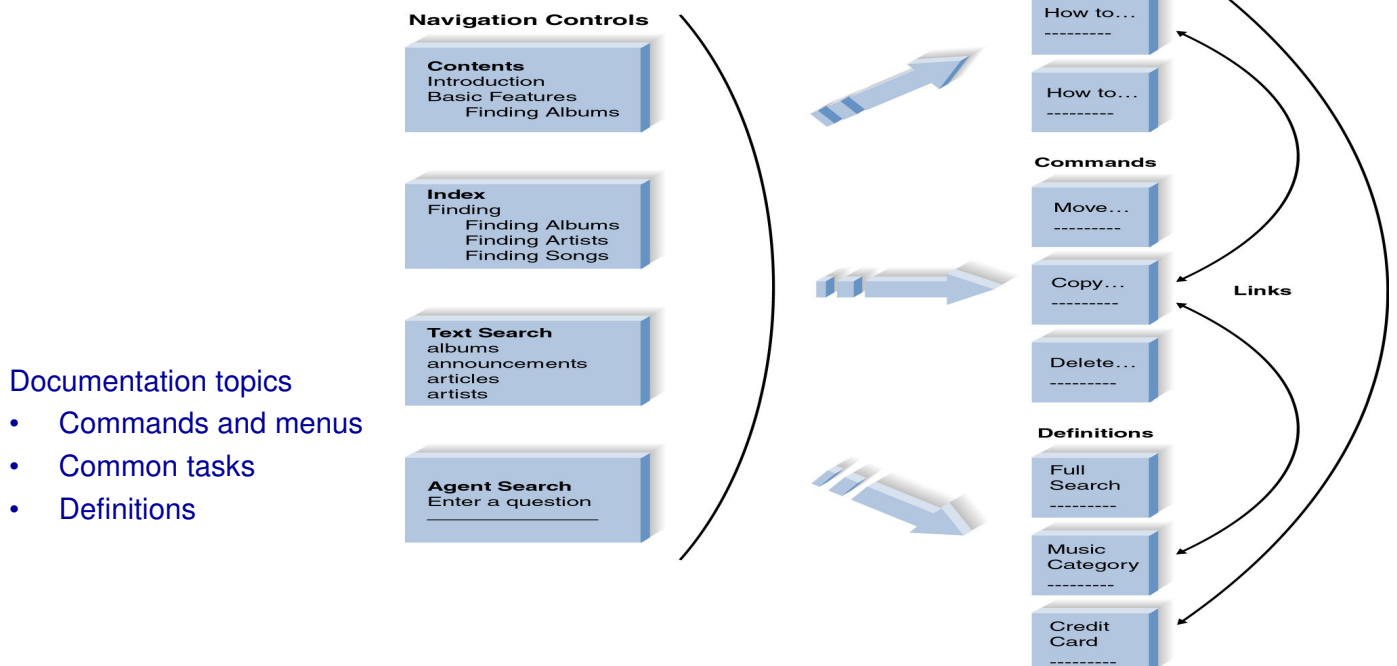 Documentation topics
• Commands and menus
• Common tasks
• Definitions
Navigation Controls
Contents
Introduction
Basic Features
Finding Albums
Index
Finding
Finding Albums
Finding Artists
Finding Songs
Text Search
albums
announcements
articles
artists
Agent Search
Enter a question
How to…
---------
How to…
---------
Commands
Move…
---------
Copy…
---------
Delete…
---------
Definitions
Full
Search
---------
Music
Category
---------
Credit
Card
---------
Links